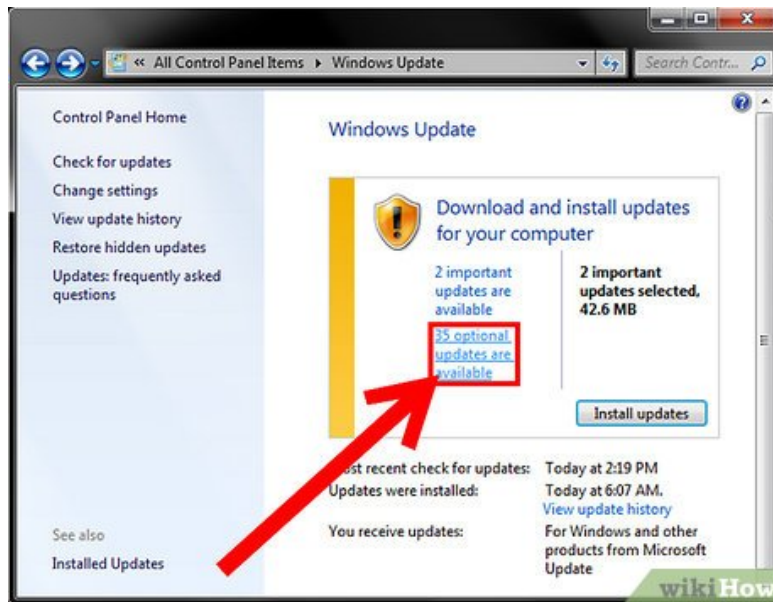 « All Control Panel Items ▸ Windows Update
Search Contr...
Control Panel Home
Check for updates
Change settings
View update history
Restore hidden updates
Updates: frequently asked
questions
See also
Installed Updates
Windows Update
Download and install updates
for your computer
2 important
updates are
available
35 optional
updates are
available
2 important
updates selected,
42.6 MB
Install updates
recent check for updates: Today at 2:19 PM
Updates were installed: Today at 6:07 AM.
View update history
You receive updates: For Windows and other
products from Microsoft
Update
wikiHow